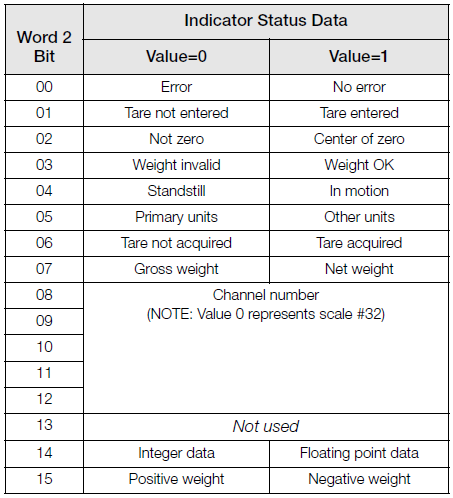 Word 2 Bit | Indicator Status Data
Value=0 | Value=1
00 | Error | No error
01 | Tare not entered | Tare entered
02 | Not zero | Center of zero
03 | Weight invalid | Weight OK
04 | Standstill | In motion
05 | Primary units | Other units
06 | Tare not acquired | Tare acquired
07 | Gross weight | Net weight
08 | Channel number
09 | (NOTE: Value 0 represents scale #32)
10
11
12
13 | Not used
14 | Integer data | Floating point data
15 | Positive weight | Negative weight